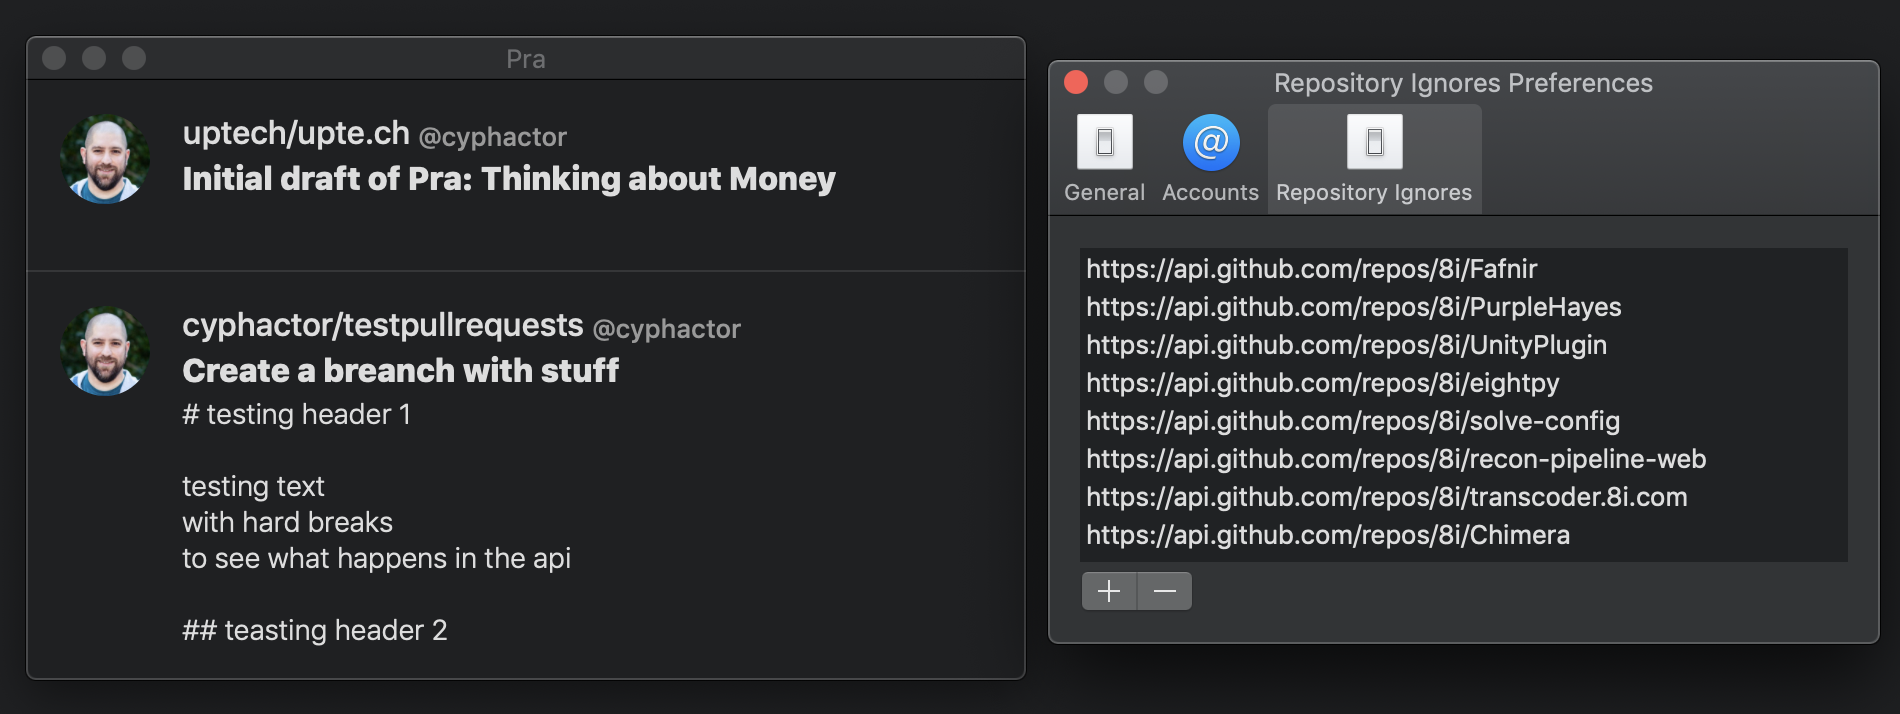 Pra
uptech/upte.ch @cyphactor
Initial draft of Pra: Thinking about Money
cyphactor/testpullrequests @cyphactor
Create a breanch with stuff
# testing header 1
testing text
with hard breaks
to see what happens in the api
## teasting header 2
Repository Ignores Preferences
@
General Accounts Repository Ignores
https://api.github.com/repos/8i/Fafnir
https://api.github.com/repos/8i/PurpleHayes
https://api.github.com/repos/8i/UnityPlugin
https://api.github.com/repos/8i/eightpy
https://api.github.com/repos/8i/solve-config
https://api.github.com/repos/8i/recon-pipeline-web
https://api.github.com/repos/8i/transcoder.8i.com
https://api.github.com/repos/8i/Chimera